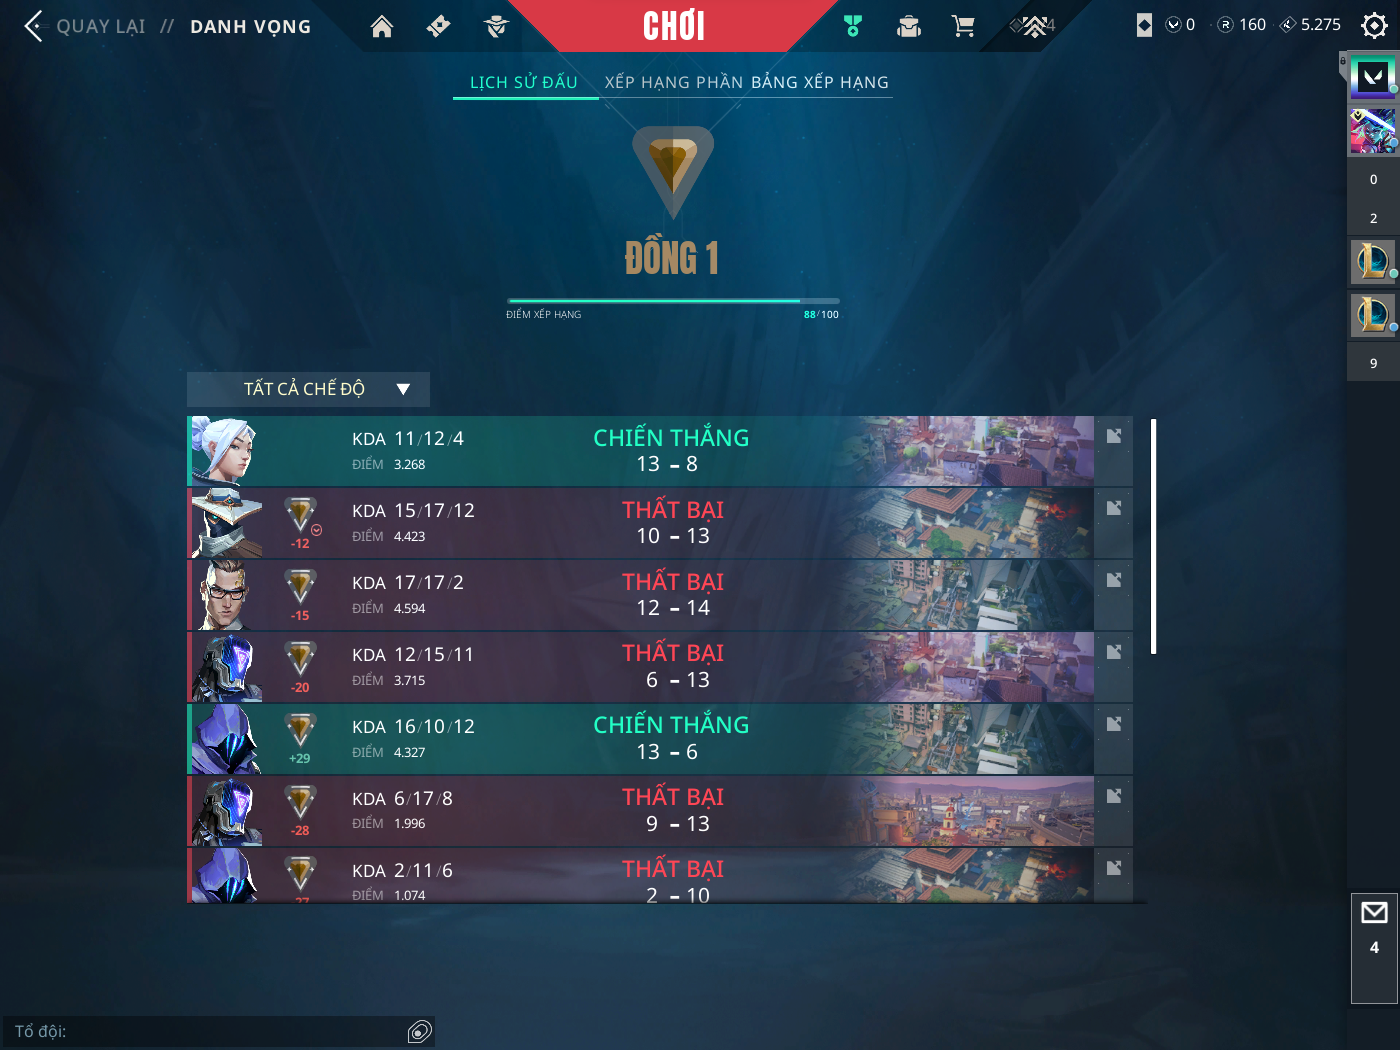 QUAY LẠI // DANH VỌNG
CHƠI
0
160
5.275
LỊCH SỬ ĐẤU
XẾP HẠNG PHẦN
BẢNG XẾP HẠNG
ĐỒNG 1
ĐIỂM XẾP HẠNG
88/100
TẤT CẢ CHẾ ĐỘ
KDA 11/12/4
ĐIỂM 3.268
CHIẾN THẮNG
13 - 8
-12
KDA 15/17/12
ĐIỂM 4.423
THẤT BẠI
10 - 13
-15
KDA 17/17/2
ĐIỂM 4.594
THẤT BẠI
12 - 14
-20
KDA 12/15/11
ĐIỂM 3.715
THẤT BẠI
6 - 13
+29
KDA 16/10/12
ĐIỂM 4.327
CHIẾN THẮNG
13 - 6
-28
KDA 6/17/8
ĐIỂM 1.996
THẤT BẠI
9 - 13
KDA 2/11/6
ĐIỂM 1.074
THẤT BẠI
2 - 10
0
2
9
4
Tổ đội: